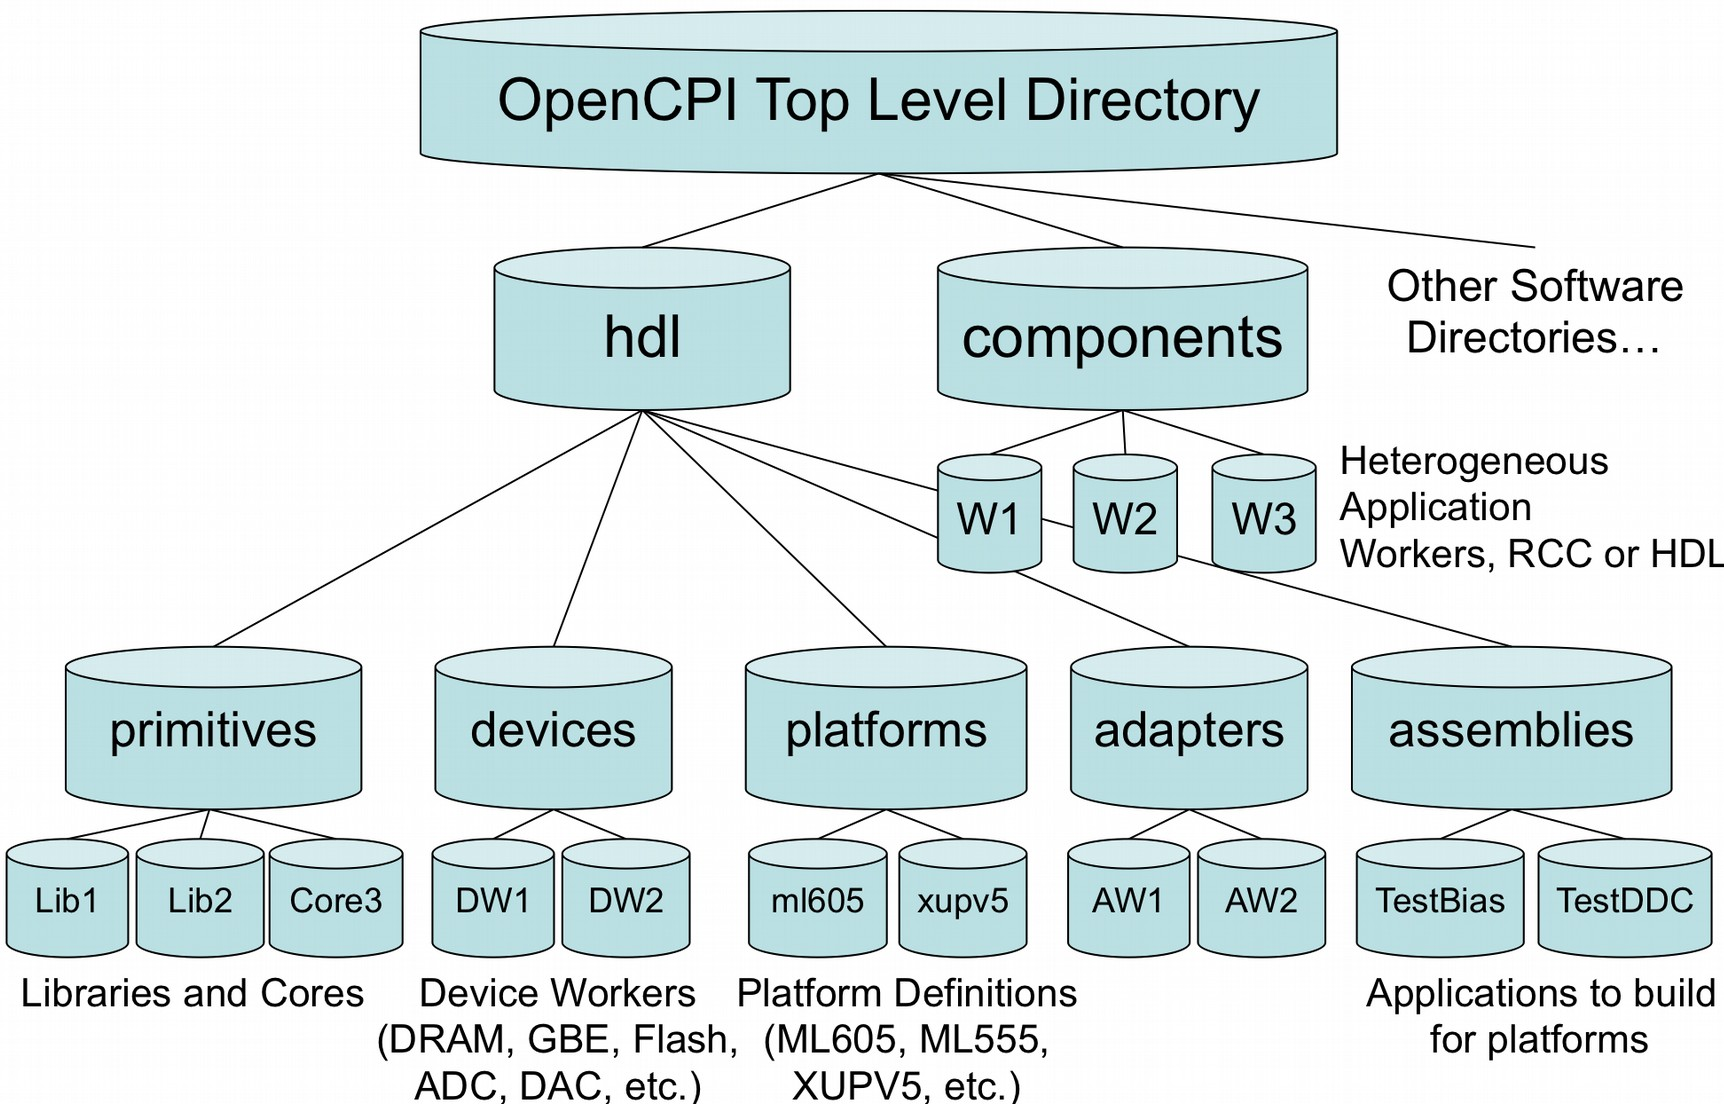 OpenCPI Top Level Directory
hdl
components
Other Software
Directories…
W1
W2
W3
Heterogeneous
Application
Workers, RCC or HDL
primitives
devices
platforms
adapters
assemblies
Lib1
Lib2
Core3
DW1
DW2
ml605
xupv5
AW1
AW2
TestBias
TestDDC
Libraries and Cores
Device Workers
(DRAM, GBE, Flash,
ADC, DAC, etc.)
Platform Definitions
(ML605, ML555,
XUPV5, etc.)
Applications to build
for platforms